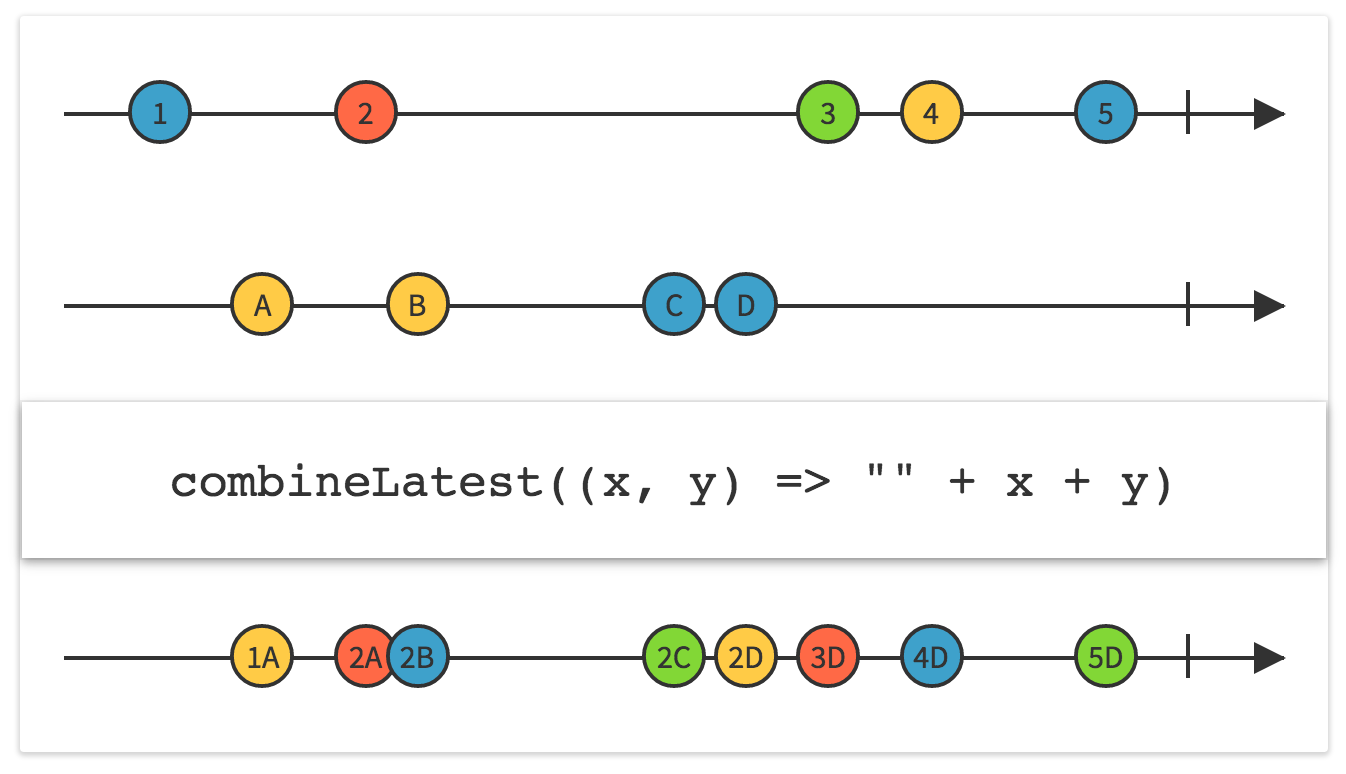 1 2 3 4 5
A B C D
combineLatest((x, y) => "" + x + y)
1A 2A 2B 2C 2D 3D 4D 5D